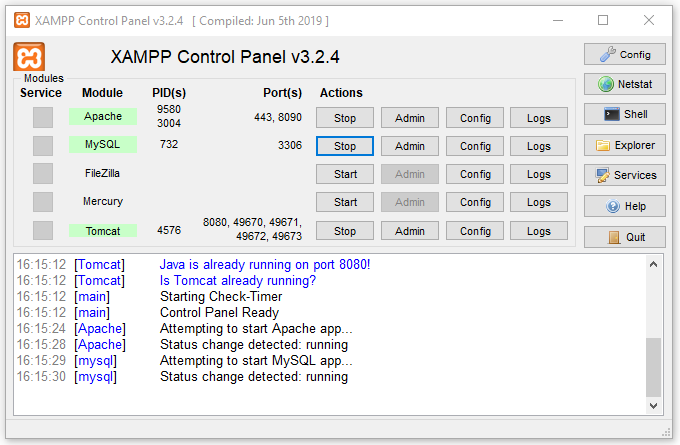 XAMPP Control Panel v3.2.4 [ Compiled: Jun 5th 2019 ]
XAMPP Control Panel v3.2.4
Config
Modules
Service Module PID(s) Port(s) Actions
Netstat
Apache 9580 3004 443, 8090 Stop Admin Config Logs
Shell
MySQL 732 3306 Stop Admin Config Logs
Explorer
FileZilla Start Admin Config Logs
Services
Mercury Start Admin Config Logs
Help
Tomcat 4576 8080, 49670, 49671, 49672, 49673 Stop Admin Config Logs
Quit
16:15:12 [Tomcat] Java is already running on port 8080!
16:15:12 [Tomcat] Is Tomcat already running?
16:15:12 [main] Starting Check-Timer
16:15:12 [main] Control Panel Ready
16:15:24 [Apache] Attempting to start Apache app...
16:15:28 [Apache] Status change detected: running
16:15:29 [mysql] Attempting to start MySQL app...
16:15:30 [mysql] Status change detected: running